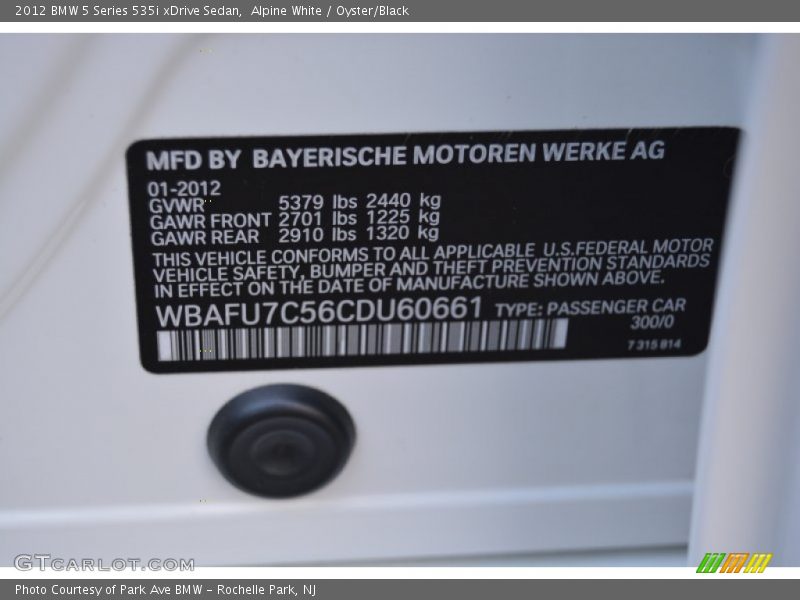 2012 BMW 5 Series 535i xDrive Sedan,  Alpine White / Oyster/Black
MFD BY BAYERISCHE MOTOREN WERKE AG
01-2012
GVWR 5379 lbs 2440 kg
GAWR FRONT 2701 lbs 1225 kg
GAWR REAR 2910 lbs 1320 kg
THIS VEHICLE CONFORMS TO ALL APPLICABLE U.S.FEDERAL MOTOR
VEHICLE SAFETY, BUMPER AND THEFT PREVENTION STANDARDS
IN EFFECT ON THE DATE OF MANUFACTURE SHOWN ABOVE.
WBAFU7C56CDU60661 TYPE: PASSENGER CAR
300/0
7 315 814
GTCARLOT.COM
Photo Courtesy of Park Ave BMW - Rochelle Park, NJ